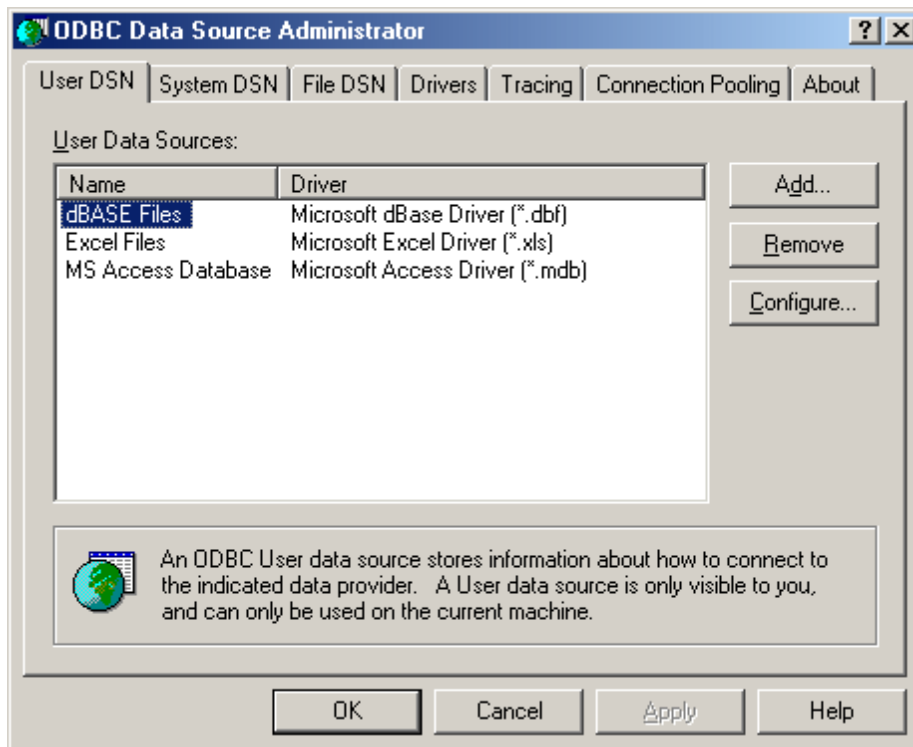 ODBC Data Source Administrator
User DSN System DSN File DSN Drivers Tracing Connection Pooling About
User Data Sources:
Name Driver
dBASE Files Microsoft dBase Driver (*.dbf)
Excel Files Microsoft Excel Driver (*.xls)
MS Access Database Microsoft Access Driver (*.mdb)
Add...
Remove
Configure...
An ODBC User data source stores information about how to connect to
the indicated data provider. A User data source is only visible to you,
and can only be used on the current machine.
OK Cancel Apply Help